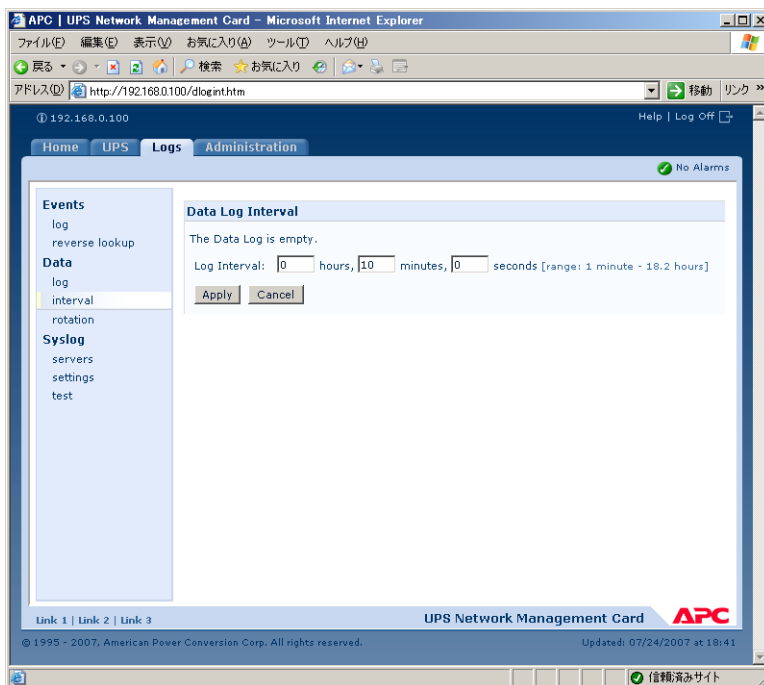 APC | UPS Network Management Card - Microsoft Internet Explorer
ファイル(F) 編集(E) 表示(V) お気に入り(A) ツール(T) ヘルプ(H)
戻る 検索 お気に入り
アドレス(D) http://192.168.0.100/dlogint.htm 移動 リンク »
192.168.0.100 Help | Log Off
Home UPS Logs Administration
No Alarms
Events
log
reverse lookup
Data
log
interval
rotation
Syslog
servers
settings
test
Data Log Interval
The Data Log is empty.
Log Interval: 0 hours, 10 minutes, 0 seconds [range: 1 minute - 18.2 hours]
Apply Cancel
Link 1 | Link 2 | Link 3 UPS Network Management Card APC
© 1995 - 2007, American Power Conversion Corp. All rights reserved. Updated: 07/24/2007 at 18:41
信頼済みサイト